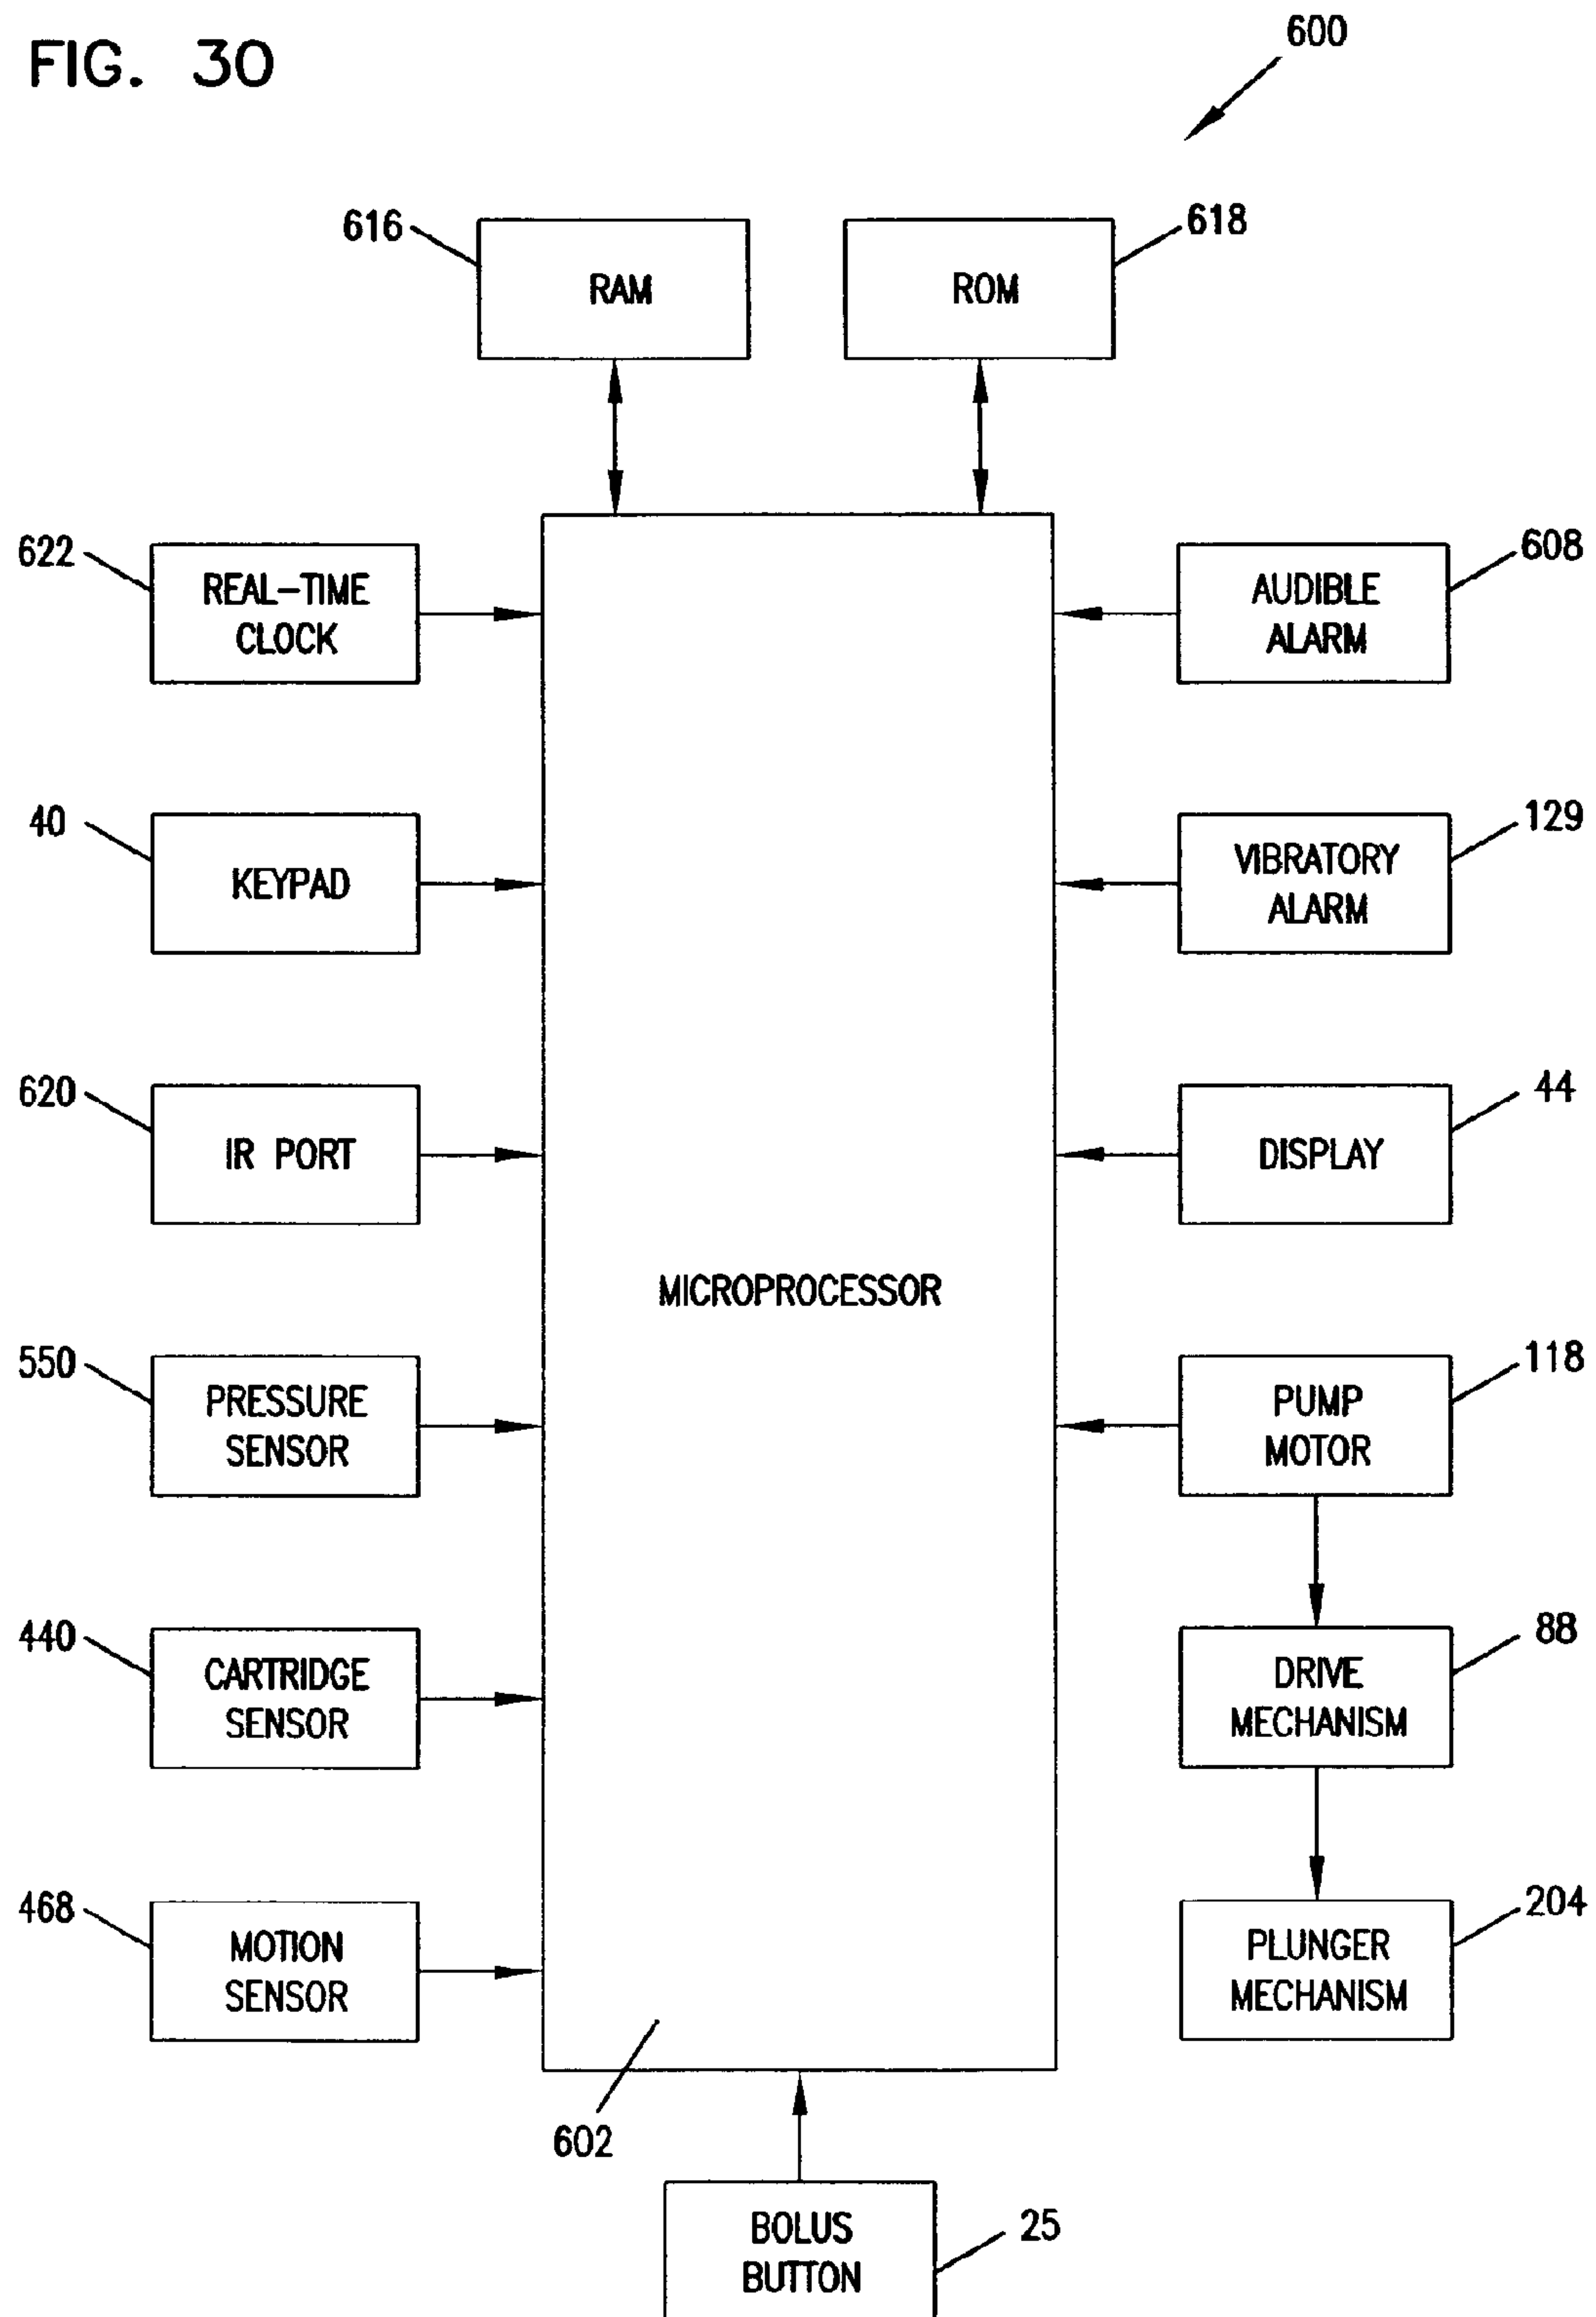 FIG. 30
600
616
RAM
ROM
618
622
REAL-TIME
CLOCK
AUDIBLE
ALARM
608
40
KEYPAD
VIBRATORY
ALARM
129
620
IR PORT
DISPLAY
44
MICROPROCESSOR
550
PRESSURE
SENSOR
PUMP
MOTOR
118
440
CARTRIDGE
SENSOR
DRIVE
MECHANISM
88
468
MOTION
SENSOR
PLUNGER
MECHANISM
204
602
BOLUS
BUTTON
25